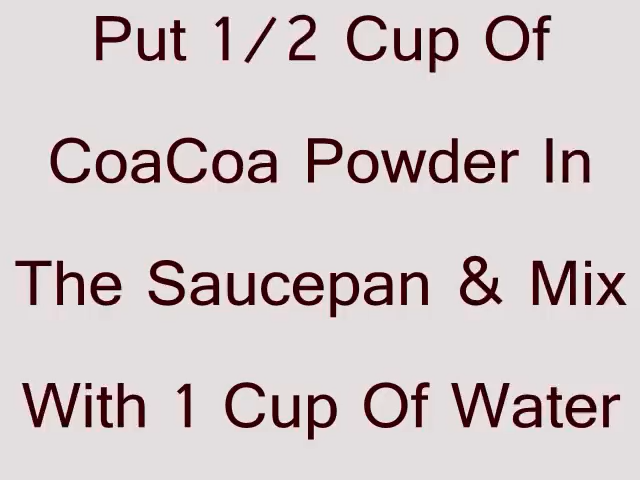 Put 1/2 Cup Of
CoaCoa Powder In
The Saucepan & Mix
With 1 Cup Of Water